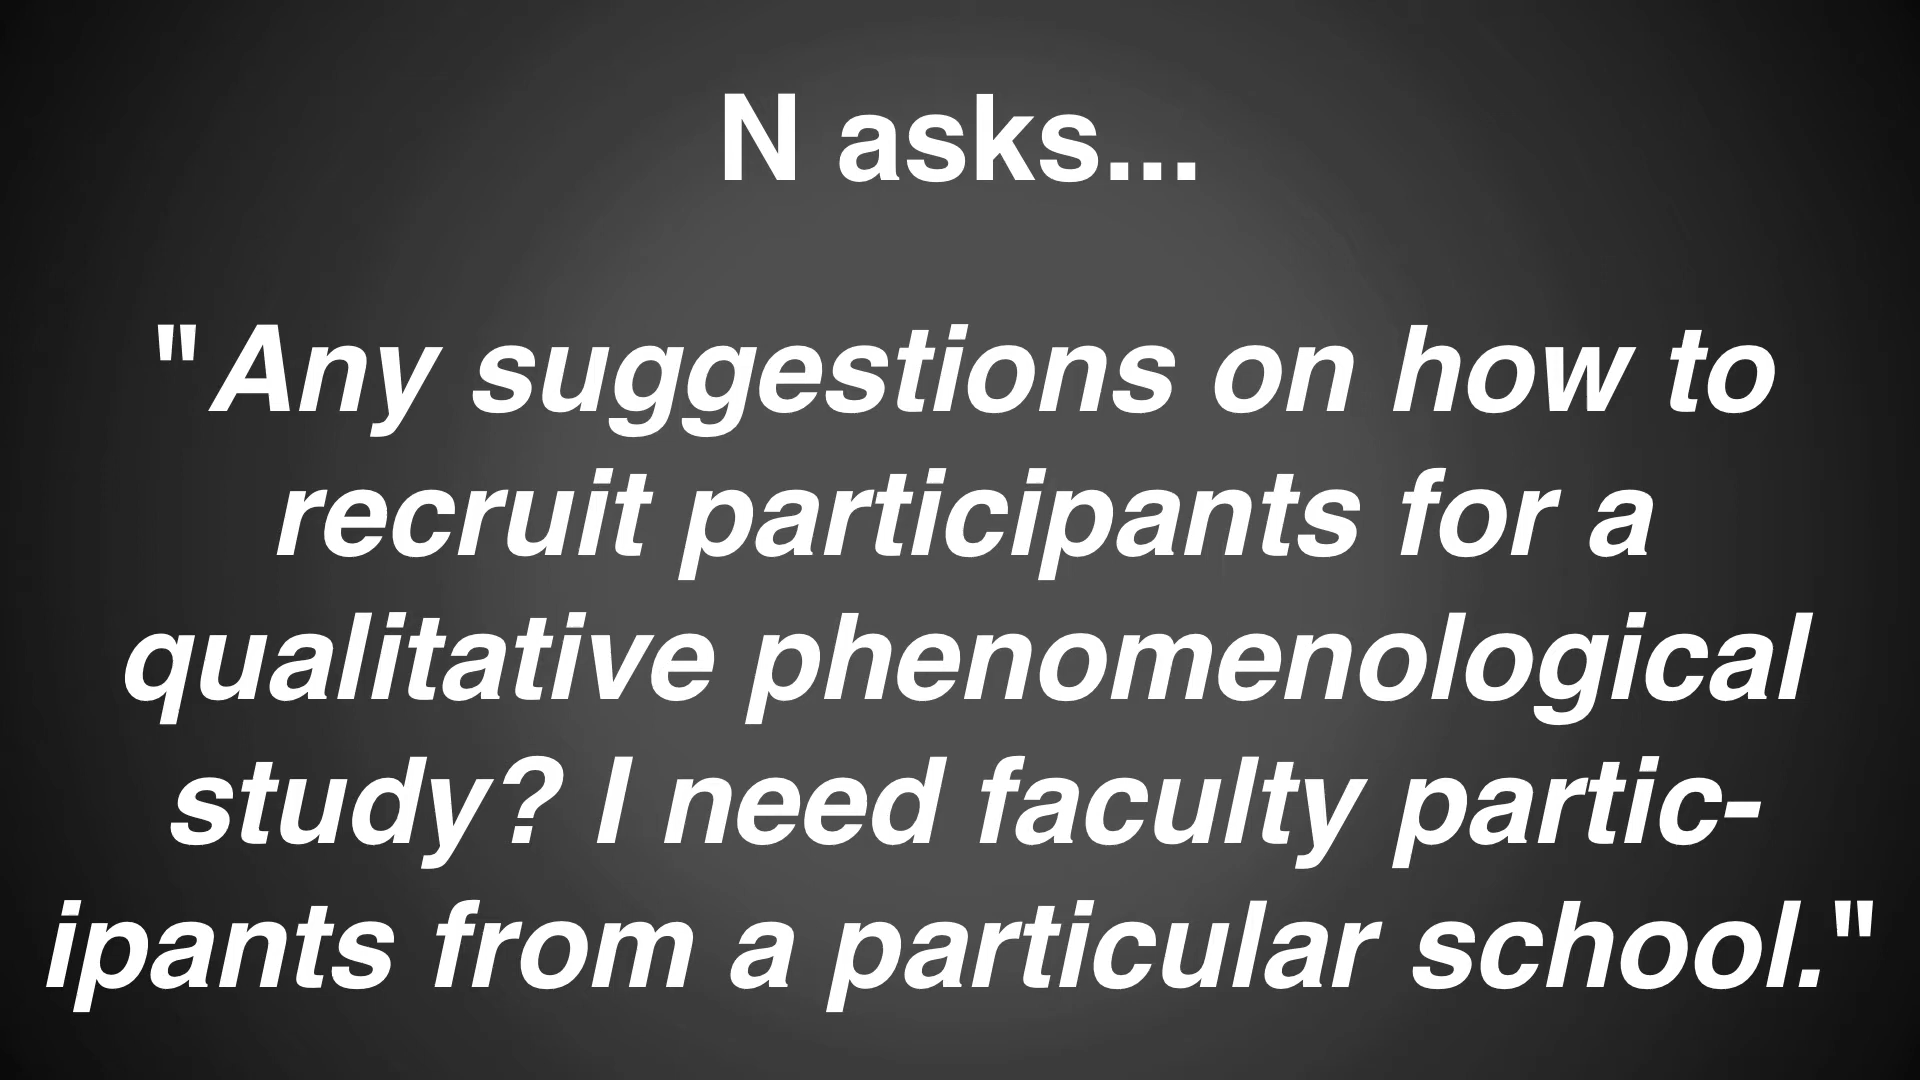 N asks...
"Any suggestions on how to
recruit participants for a
qualitative phenomenological
study? I need faculty partic-
ipants from a particular school."